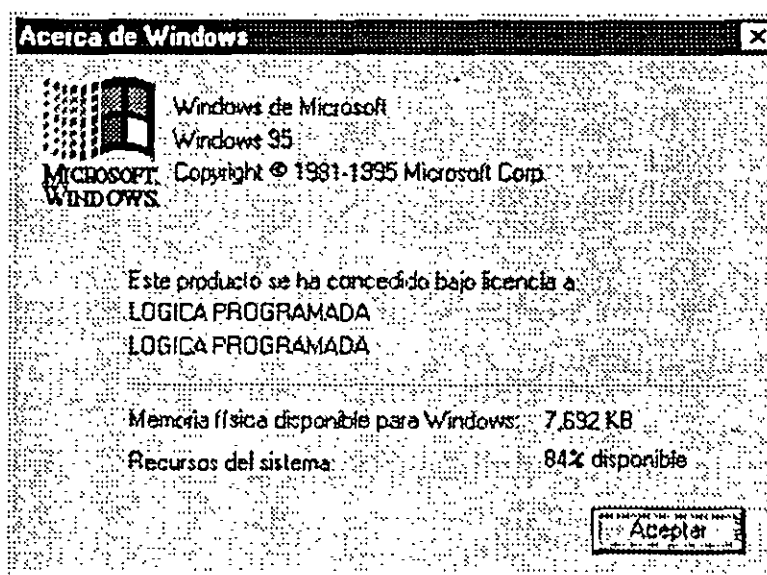 Acerca de Windows
MICROSOFT.
WINDOWS.
Windows de Microsoft
Windows 95
Copyright © 1981-1995 Microsoft Corp.
Este producto se ha concedido bajo licencia a:
LOGICA PROGRAMADA
LOGICA PROGRAMADA
Memoria física disponible para Windows: 7,692 KB
Recursos del sistema: 84% disponible
Aceptar